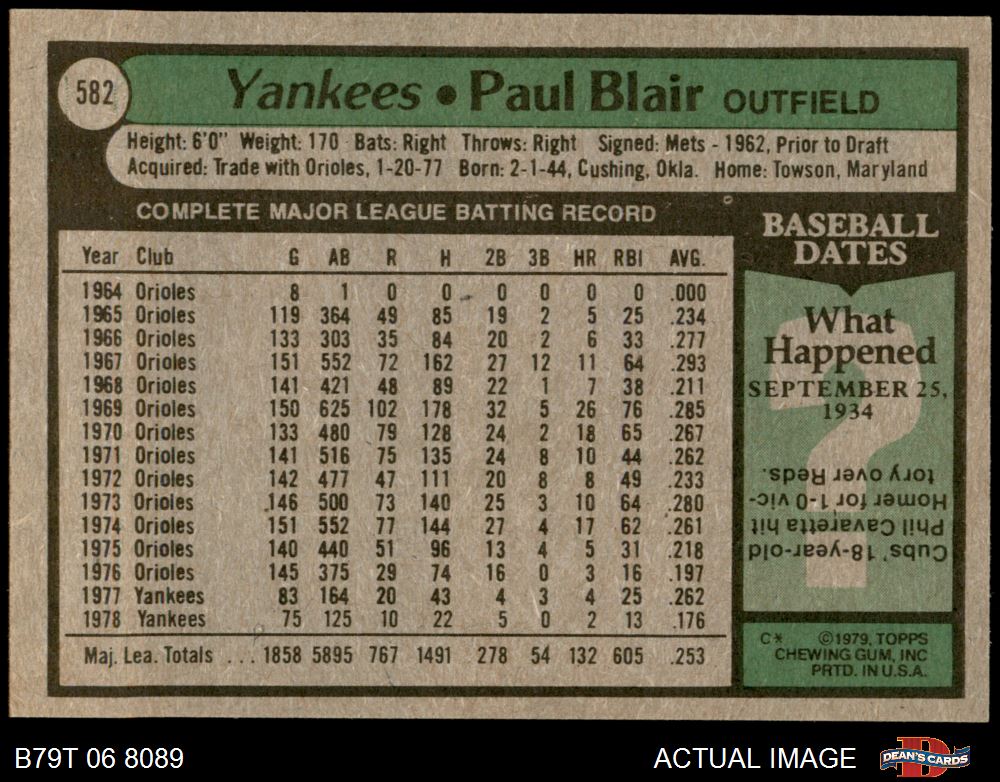 582
Yankees • Paul Blair OUTFIELD
Height: 6'0" Weight: 170 Bats: Right Throws: Right Signed: Mets - 1962, Prior to Draft
Acquired: Trade with Orioles, 1-20-77 Born: 2-1-44, Cushing, Okla. Home: Towson, Maryland
COMPLETE MAJOR LEAGUE BATTING RECORD
Year Club G AB R H 2B 3B HR RBI AVG.
1964 Orioles 8 1 0 0 0 0 0 0 .000
1965 Orioles 119 364 49 85 19 2 5 25 .234
1966 Orioles 133 303 35 84 20 2 6 33 .277
1967 Orioles 151 552 72 162 27 12 11 64 .293
1968 Orioles 141 421 48 89 22 1 7 38 .211
1969 Orioles 150 625 102 178 32 5 26 76 .285
1970 Orioles 133 480 79 128 24 2 18 65 .267
1971 Orioles 141 516 75 135 24 8 10 44 .262
1972 Orioles 142 477 47 111 20 8 8 49 .233
1973 Orioles 146 500 73 140 25 3 10 64 .280
1974 Orioles 151 552 77 144 27 4 17 62 .261
1975 Orioles 140 440 51 96 13 4 5 31 .218
1976 Orioles 145 375 29 74 16 0 3 16 .197
1977 Yankees 83 164 20 43 4 3 4 25 .262
1978 Yankees 75 125 10 22 5 0 2 13 .176
Maj. Lea. Totals ... 1858 5895 767 1491 278 54 132 605 .253
BASEBALL
DATES
What
Happened
SEPTEMBER 25,
1934
?
Cubs' 18-year-old
Phil Cavaretta hit
Homer for 1-0 vic-
tory over Reds.
C* ©1979, TOPPS
CHEWING GUM, INC
PRTD. IN U.S.A.
B79T 06 8089
ACTUAL IMAGE
DEAN'S CARDS